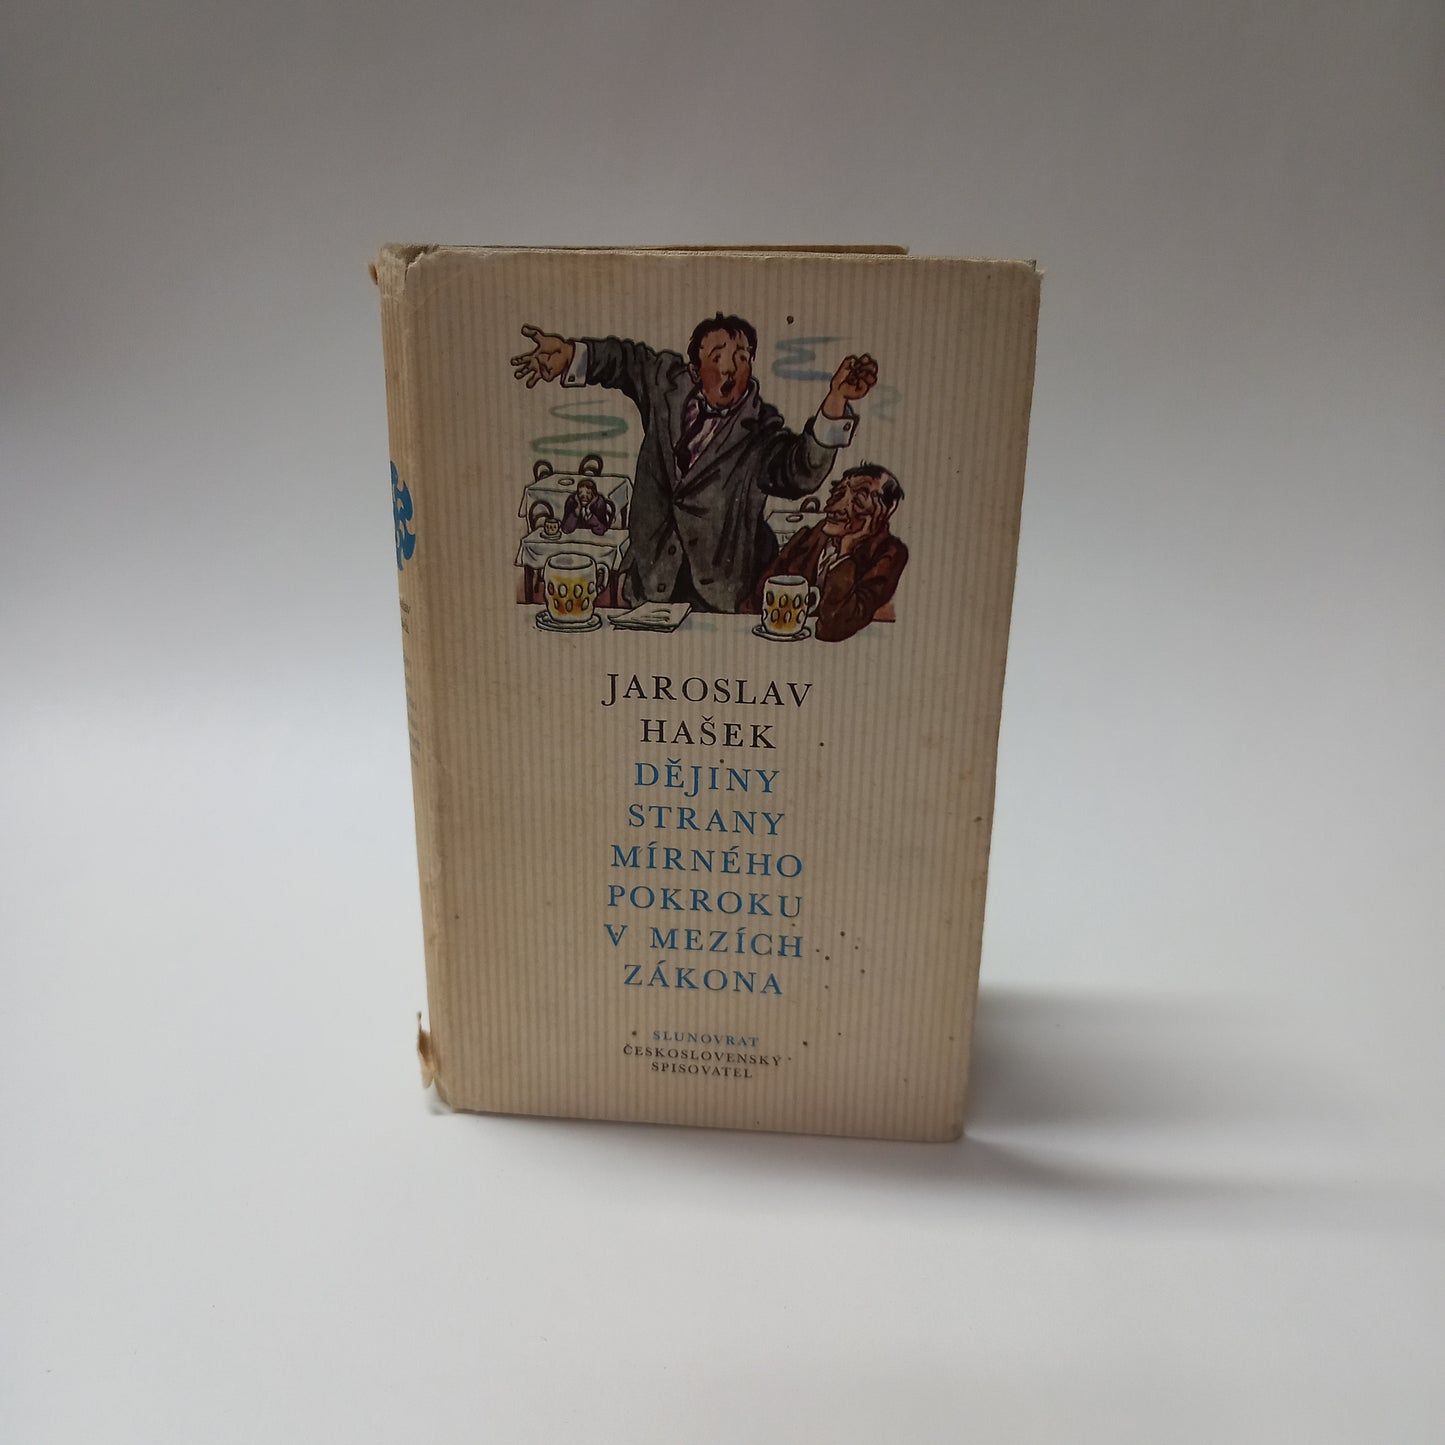 JAROSLAV
HAŠEK
DĚJINY
STRANY
MÍRNÉHO
POKROKU
V MEZÍCH
ZÁKONA
SLUNOVRAT
ČESKOSLOVENSKÝ
SPISOVATEL